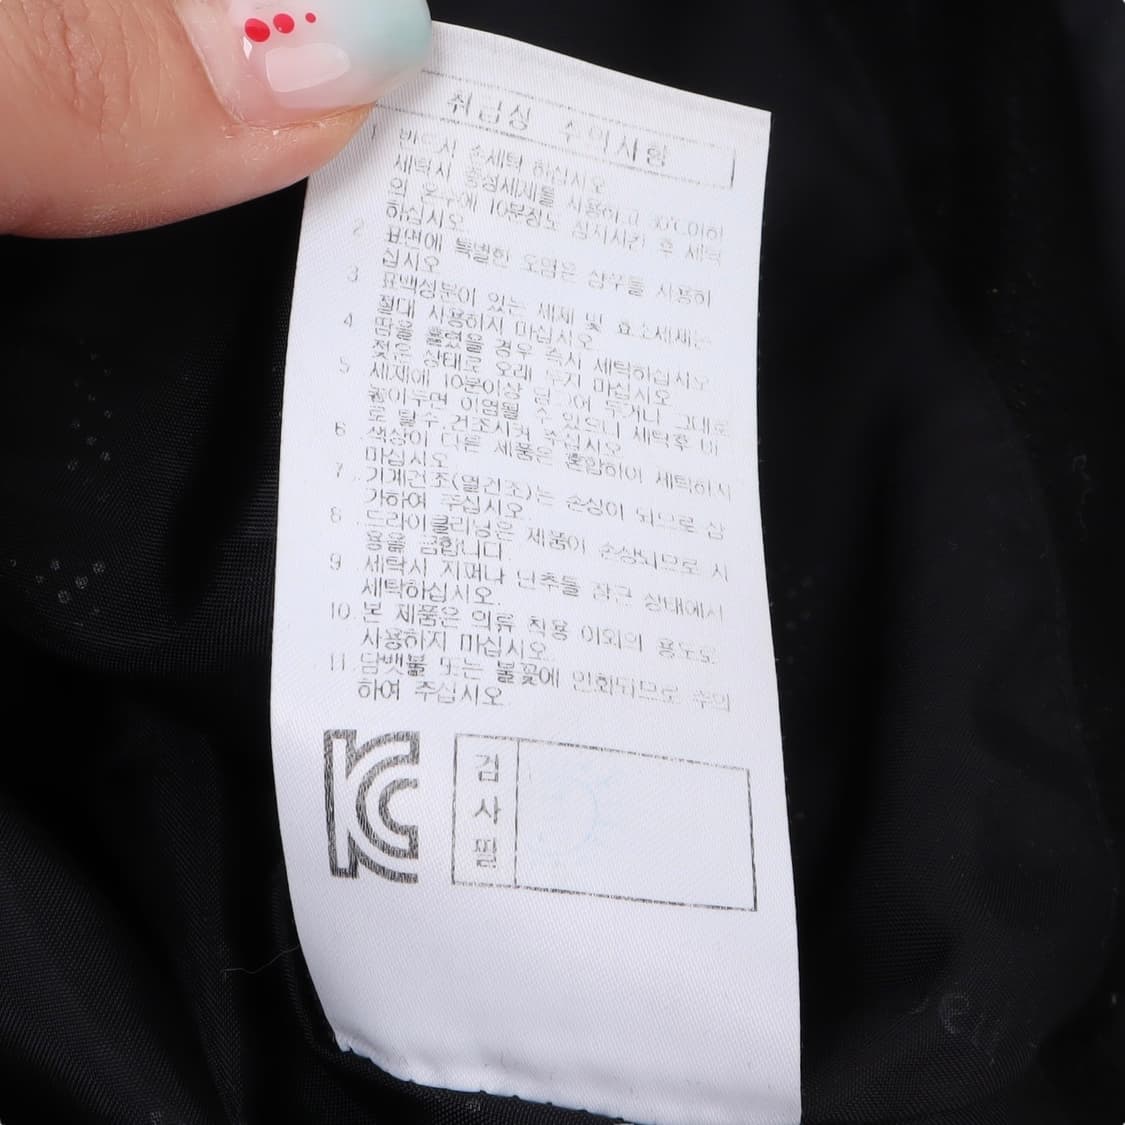 취급상 주의사항
1 반드시 손세탁 하십시오
세탁시 중성세제를 사용하고 30℃이하
의 온수에 10분정도 침지시킨 후 세탁
하십시오.
2 표면에 특별한 오염은 샴푸를 사용하
십시오
3 표백성분이 있는 세제 및 효소세제는
절대 사용하지 마십시오
4 땀을 흘렸을 경우 즉시 세탁하십시오
젖은 상태로 오래 두지 마십시오
5 세제에 10분이상 담그어 두거나 그대로
놓이두면 이염될 수 있으니 세탁후 바
로 탈수 건조시켜 주십시오
6 색상이 다른 제품은 혼합하여 세탁하지
마십시오
7 기계건조(열건조)는 손상이 되므로 삼
가하여 주십시오.
8 드라이클리닝은 제품이 손상되므로 사
용을 금합니다
9 세탁시 지퍼나 단추를 잠근 상태에서
세탁하십시오.
10 본 제품은 의류 착용 이외의 용도로
사용하지 마십시오.
11 담뱃불 또는 불꽃에 인화되므로 주의
하여 주십시오
KC
검
사
필